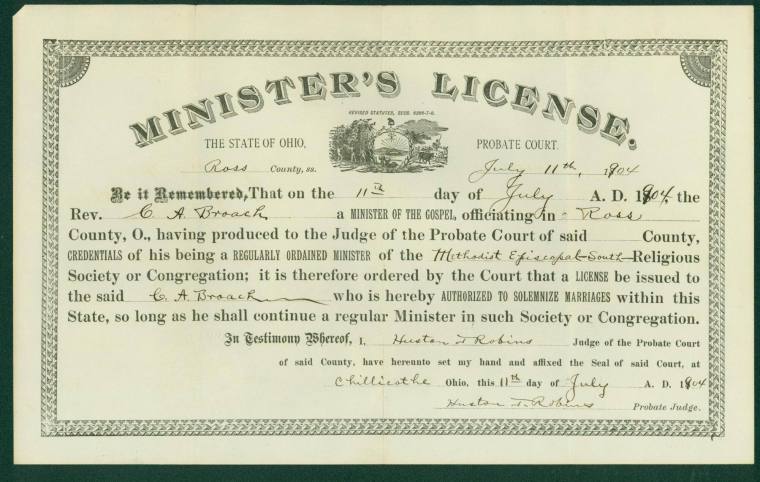 MINISTER'S LICENSE.
REVISED STATUTES, SECS. 6386-7-8.
THE STATE OF OHIO, PROBATE COURT.
Ross County, ss. July 11th, 1904
Be it Remembered, That on the 11th day of July A. D. 1904, the
Rev. C. A. Broach a MINISTER OF THE GOSPEL, officiating in Ross
County, O., having produced to the Judge of the Probate Court of said County,
CREDENTIALS of his being a REGULARLY ORDAINED MINISTER of the Methodist Episcopal South Religious
Society or Congregation; it is therefore ordered by the Court that a LICENSE be issued to
the said C. A. Broach who is hereby AUTHORIZED TO SOLEMNIZE MARRIAGES within this
State, so long as he shall continue a regular Minister in such Society or Congregation.
In Testimony Whereof, I, Huston T. Robins Judge of the Probate Court
of said County, have hereunto set my hand and affixed the Seal of said Court, at
Chillicothe Ohio, this 11th day of July A. D. 1904
Huston T. Robins Probate Judge.